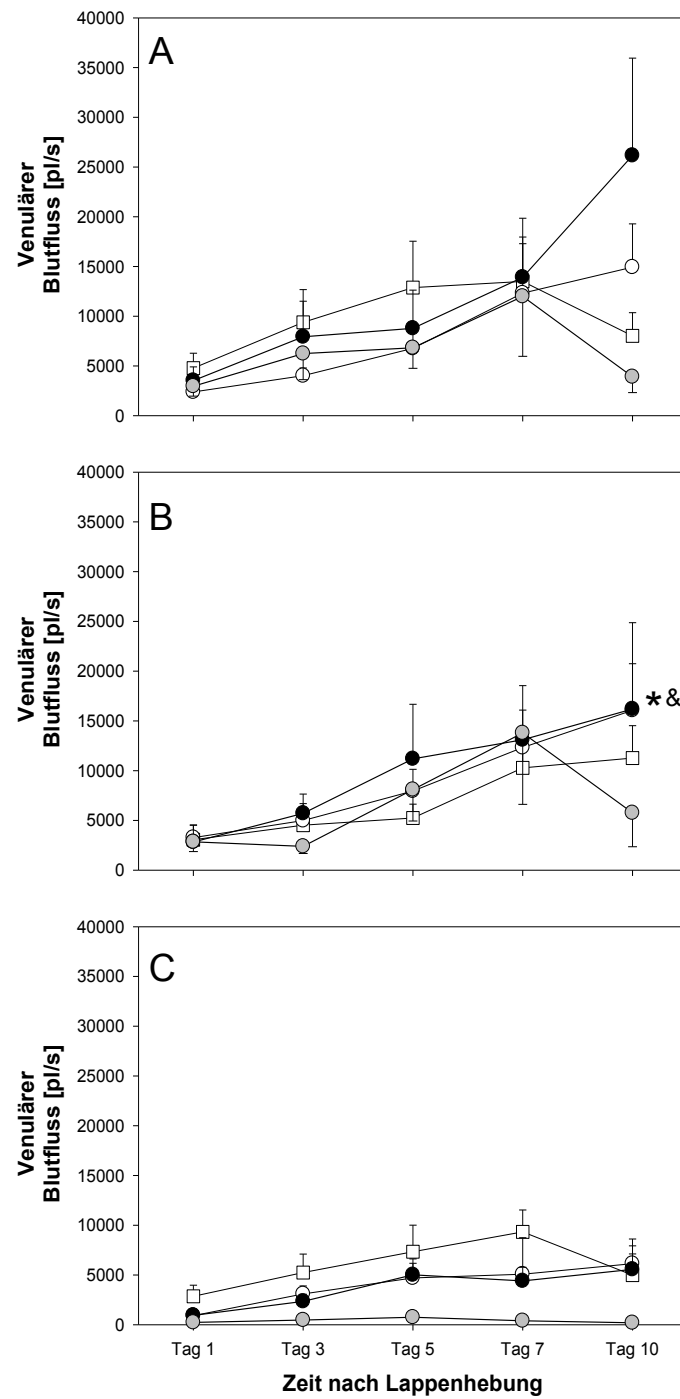 A
Venulärer
Blutfluss [pl/s]
40000
35000
30000
25000
20000
15000
10000
5000
0
B
Venulärer
Blutfluss [pl/s]
40000
35000
30000
25000
20000
15000
10000
5000
0
*&
C
Venulärer
Blutfluss [pl/s]
40000
35000
30000
25000
20000
15000
10000
5000
0
Tag 1 Tag 3 Tag 5 Tag 7 Tag 10
Zeit nach Lappenhebung